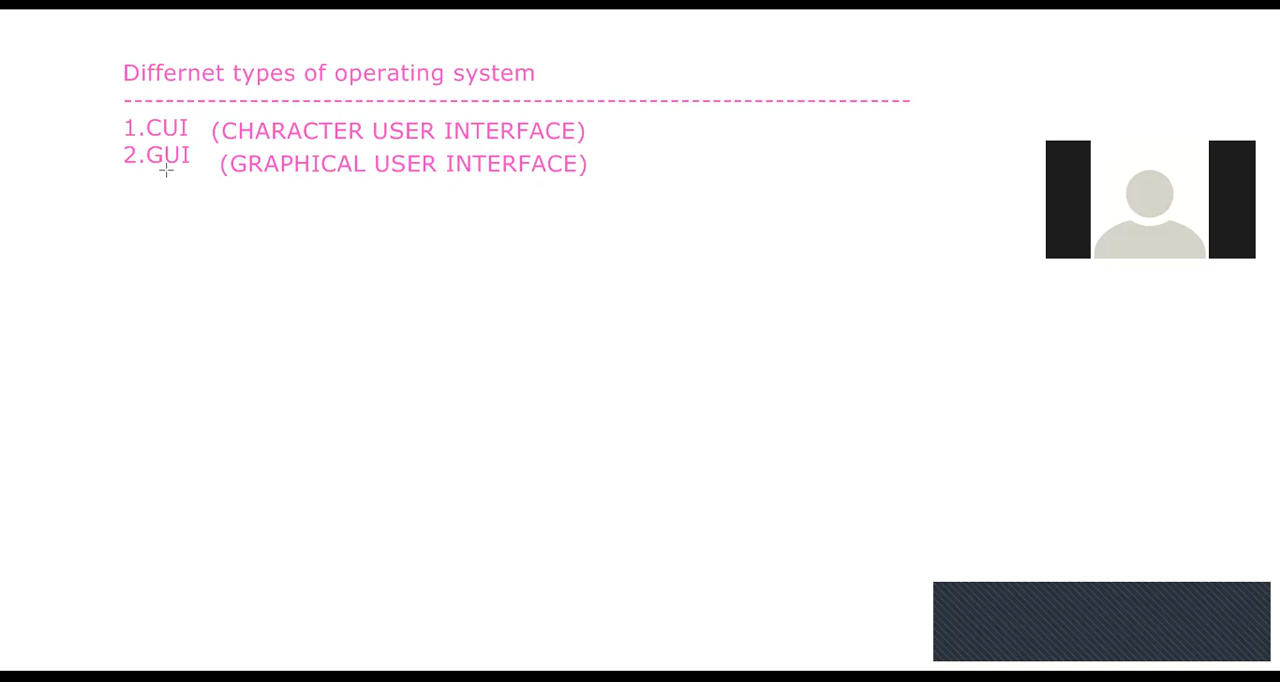 Differnet types of operating system
---------------------------------------------------------------------------
1.CUI (CHARACTER USER INTERFACE)
2.GUI (GRAPHICAL USER INTERFACE)